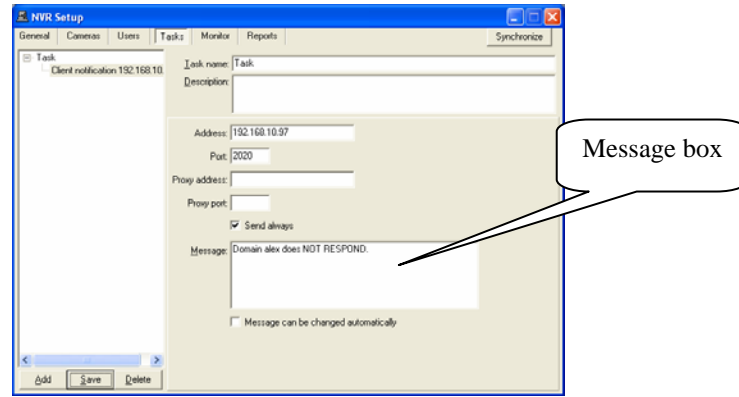 NVR Setup
General Cameras Users Tasks Monitor Reports Synchronize
Task
Client notification 192.168.10.
Task name: Task
Description:
Address: 192.168.10.97
Port: 2020
Proxy address:
Proxy port:
Send always
Message: Domain alex does NOT RESPOND.
Message can be changed automatically
Add Save Delete
Message box